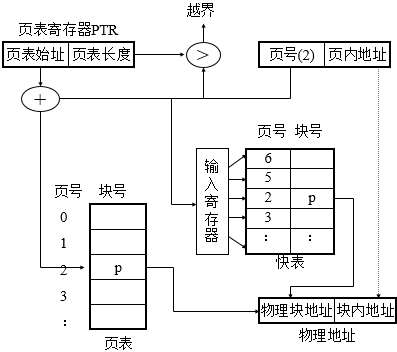 越界
页表寄存器PTR
页表始址 页表长度
>
页号(2) 页内地址
+
页号 块号
输入寄存器
6
5
2 p
3
: :
快表
页号 块号
0
1
2 p
3
:
页表
物理块地址 块内地址
物理地址